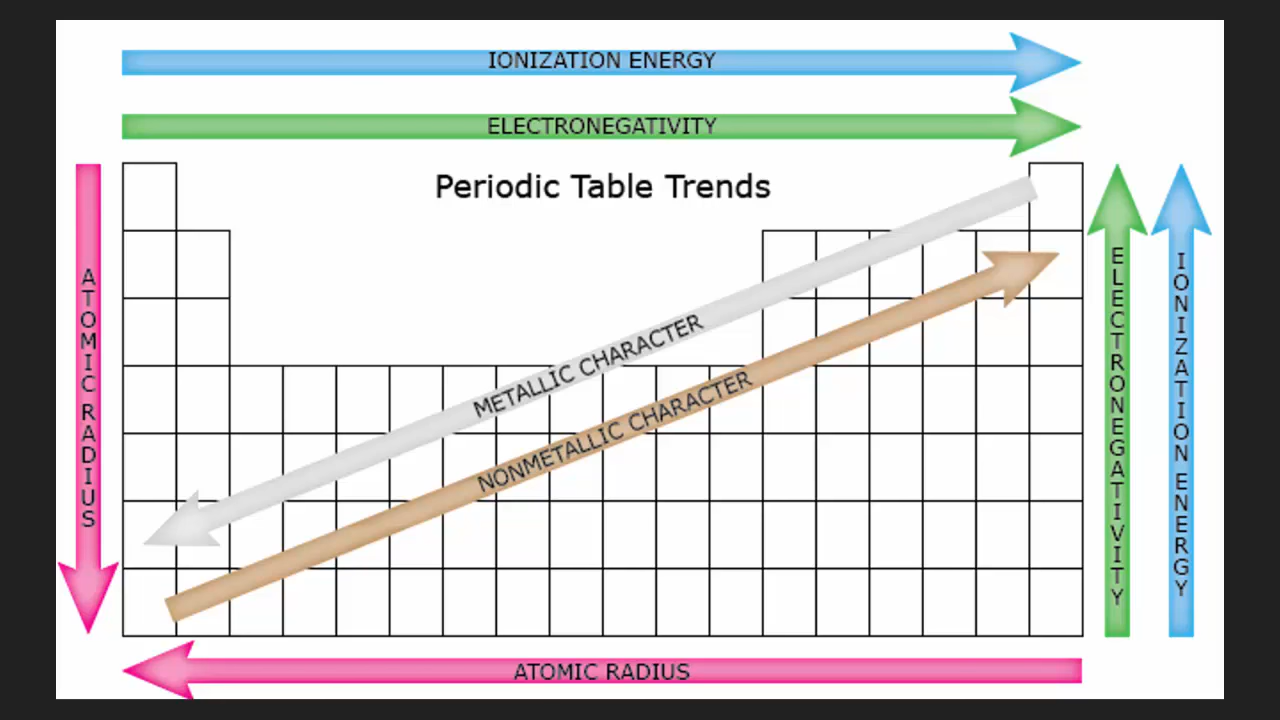 IONIZATION ENERGY
ELECTRONEGATIVITY
Periodic Table Trends
ATOMIC RADIUS
METALLIC CHARACTER
NONMETALLIC CHARACTER
ELECTRONEGATIVITY
IONIZATION ENERGY
ATOMIC RADIUS